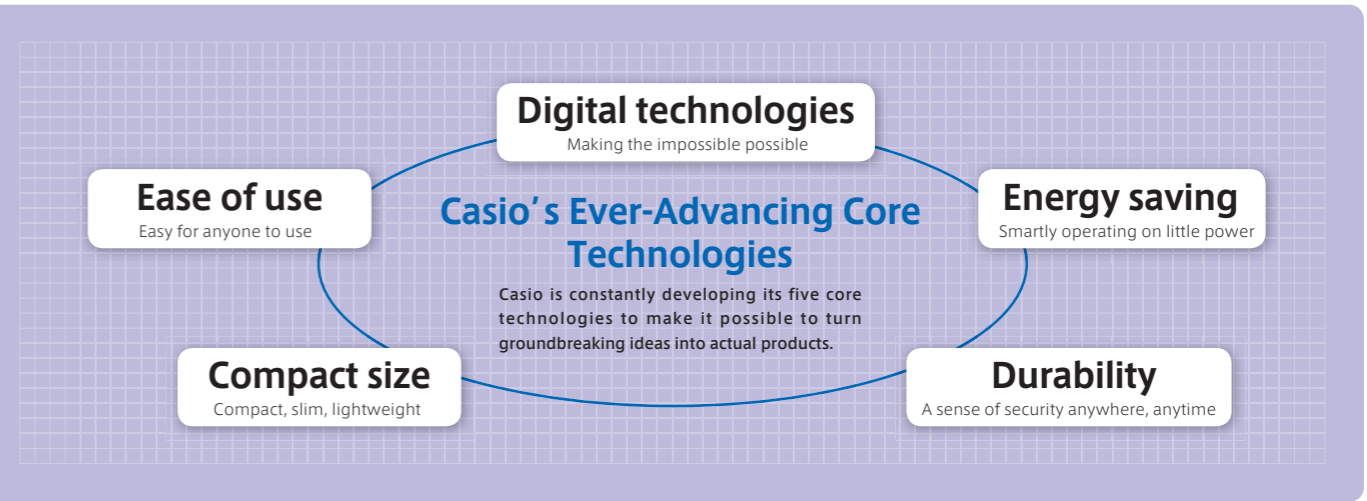 Digital technologies
Making the impossible possible
Ease of use
Easy for anyone to use
Energy saving
Smartly operating on little power
Casio's Ever-Advancing Core
Technologies
Casio is constantly developing its five core
technologies to make it possible to turn
groundbreaking ideas into actual products.
Compact size
Compact, slim, lightweight
Durability
A sense of security anywhere, anytime